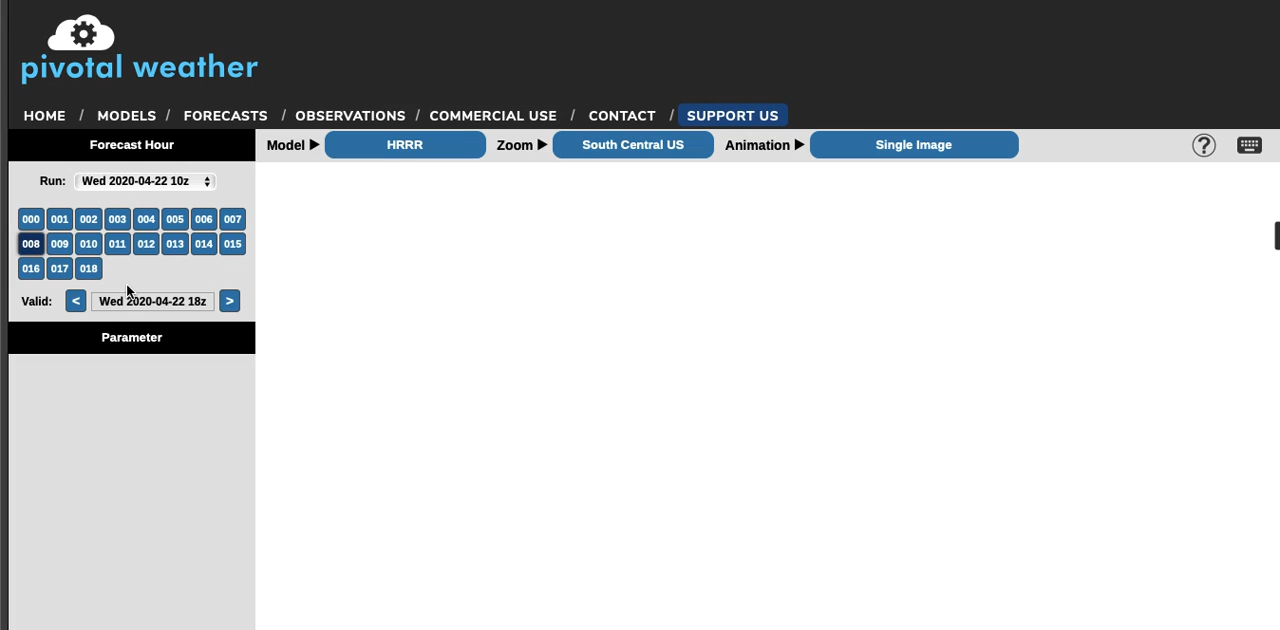 pivotal weather
HOME / MODELS / FORECASTS / OBSERVATIONS / COMMERCIAL USE / CONTACT / SUPPORT US
Forecast Hour
Model ▶ HRRR Zoom ▶ South Central US Animation ▶ Single Image ?
Run: Wed 2020-04-22 10z
000 001 002 003 004 005 006 007
008 009 010 011 012 013 014 015
016 017 018
Valid: < Wed 2020-04-22 18z >
Parameter